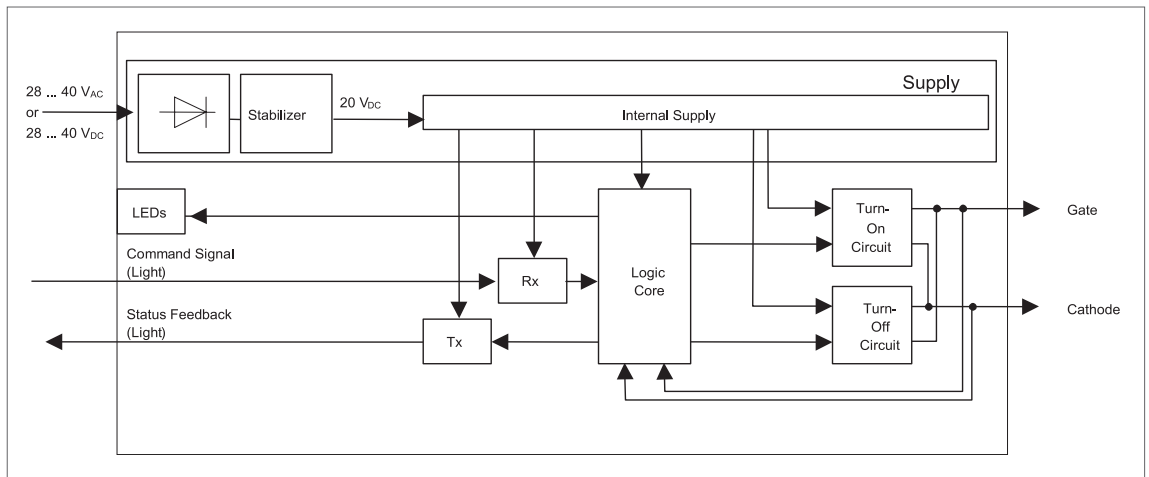 Supply
28 ... 40 VAC
or
28 ... 40 VDC
Stabilizer
20 VDC
Internal Supply
LEDs
Turn-
On
Circuit
Gate
Command Signal
(Light)
Rx
Logic
Core
Status Feedback
(Light)
Tx
Turn-
Off
Circuit
Cathode